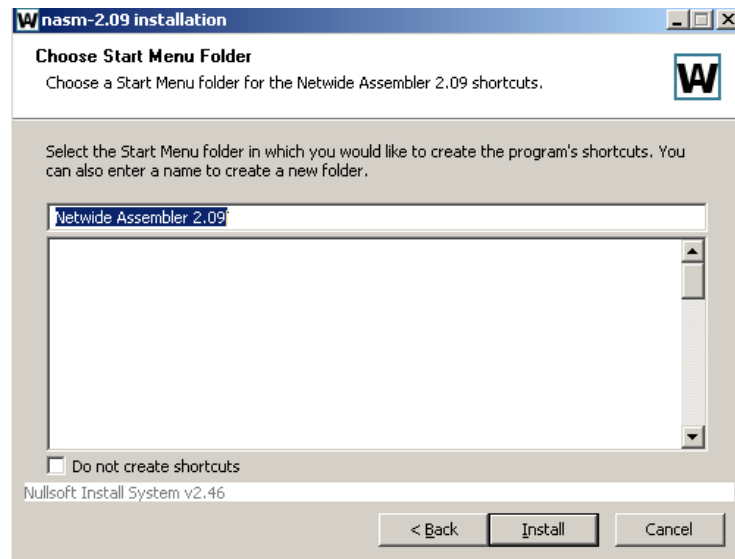 nasm-2.09 installation
Choose Start Menu Folder
Choose a Start Menu folder for the Netwide Assembler 2.09 shortcuts.
Select the Start Menu folder in which you would like to create the program's shortcuts. You
can also enter a name to create a new folder.
Netwide Assembler 2.09
Do not create shortcuts
Nullsoft Install System v2.46
< Back
Install
Cancel